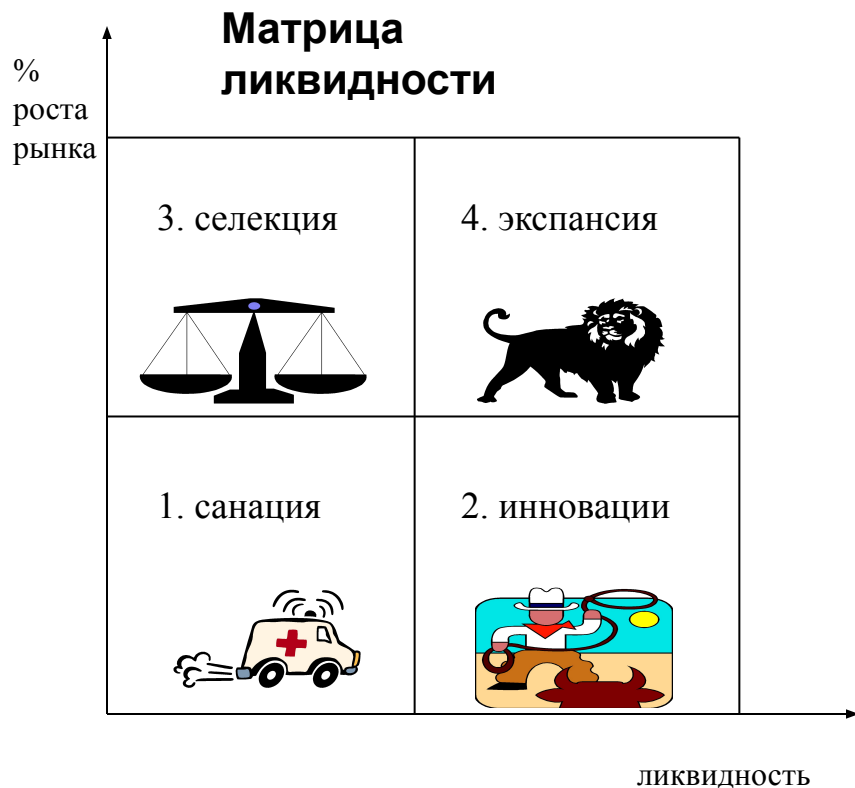 Матрица
ликвидности
%
роста
рынка
3. селекция
4. экспансия
1. санация
2. инновации
ликвидность